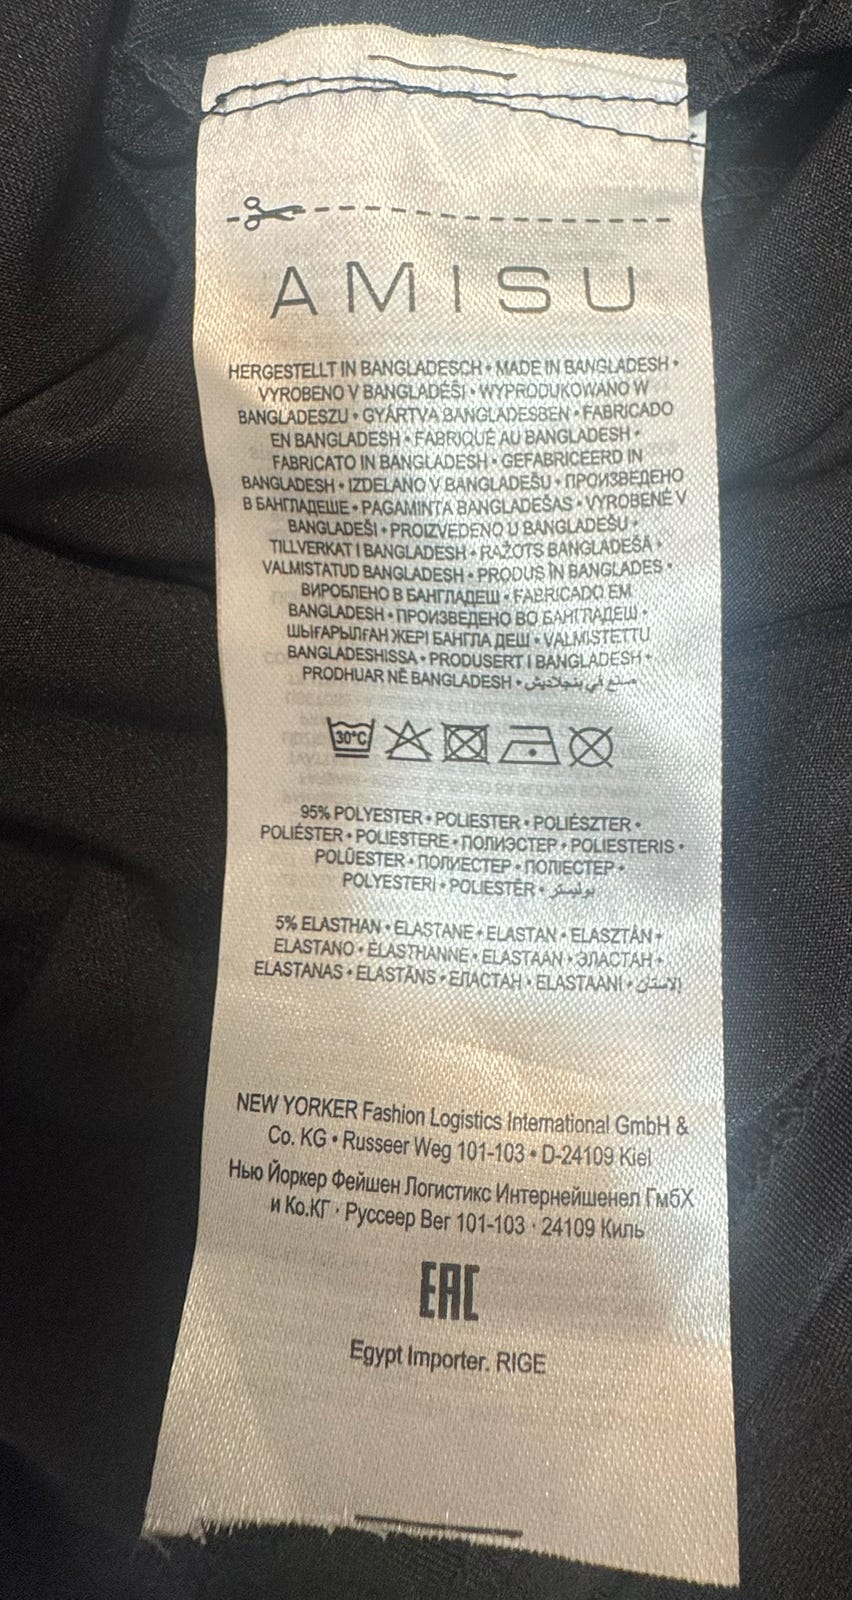 AMISU
HERGESTELLT IN BANGLADESCH • MADE IN BANGLADESH •
VYROBENO V BANGLADÉŠI • WYPRODUKOWANO W
BANGLADESZU • GYÁRTVA BANGLADESBEN • FABRICADO
EN BANGLADESH • FABRIQUÉ AU BANGLADESH •
FABRICATO IN BANGLADESH • GEFABRICEERD IN
BANGLADESH • IZDELANO V BANGLADEŠU • ПРОИЗВЕДЕНО
В БАНГЛАДЕШЕ • PAGAMINTA BANGLADEŠAS • VYROBENÉ V
BANGLADEŠI • PROIZVEDENO U BANGLADEŠU •
TILLVERKAT I BANGLADESH • RAŽOTS BANGLADEŠĀ •
VALMISTATUD BANGLADESH • PRODUS ÎN BANGLADES •
ВИРОБЛЕНО В БАНГЛАДЕШ • FABRICADO EM
BANGLADESH • ПРОИЗВЕДЕНО ВО БАНГЛАДЕШ •
ШЫҒАРЫЛҒАН ЖЕРІ БАНГЛА ДЕШ • VALMISTETTU
BANGLADESHISSA • PRODUSERT I BANGLADESH •
PRODHUAR NË BANGLADESH • صنع في بنجلاديش
30°C
95% POLYESTER • POLIESTER • POLIÉSZTER •
POLIÉSTER • POLIESTERE • ПОЛИЭСТЕР • POLIESTERIS •
POLÜESTER • ПОЛИЕСТЕР • ПОЛІЕСТЕР •
POLYESTERI • POLIESTËR • بوليستر
5% ELASTHAN • ELASTANE • ELASTAN • ELASZTÁN •
ELASTANO • ÉLASTHANNE • ELASTAAN • ЭЛАСТАН •
ELASTANAS • ELASTĀNS • ЕЛАСТАН • ELASTAANI • الاستان
NEW YORKER Fashion Logistics International GmbH &
Co. KG • Russeer Weg 101-103 • D-24109 Kiel
Нью Йоркер Фейшен Логистикс Интернейшенел ГмбХ
и Ко.КГ · Руссеер Вег 101-103 · 24109 Киль
EAC
Egypt Importer. RIGE